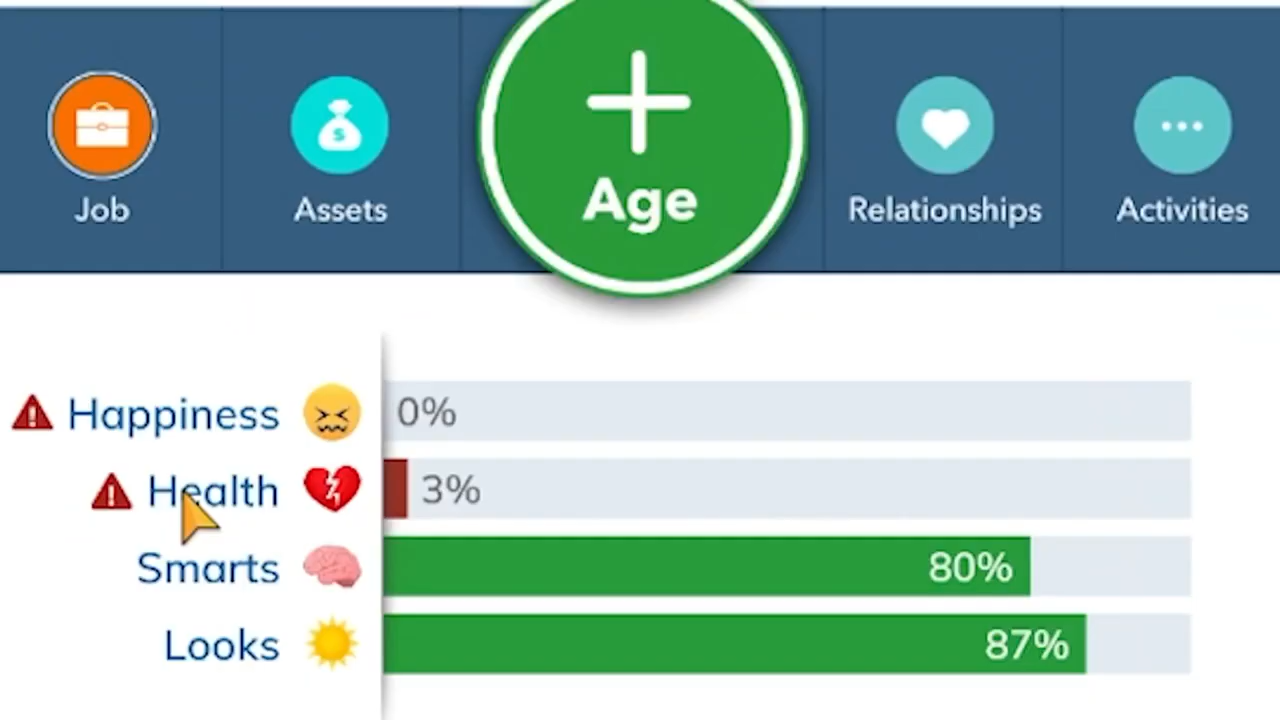 Job
Assets
Age
Relationships
Activities
Happiness 0%
Health 3%
Smarts 80%
Looks 87%